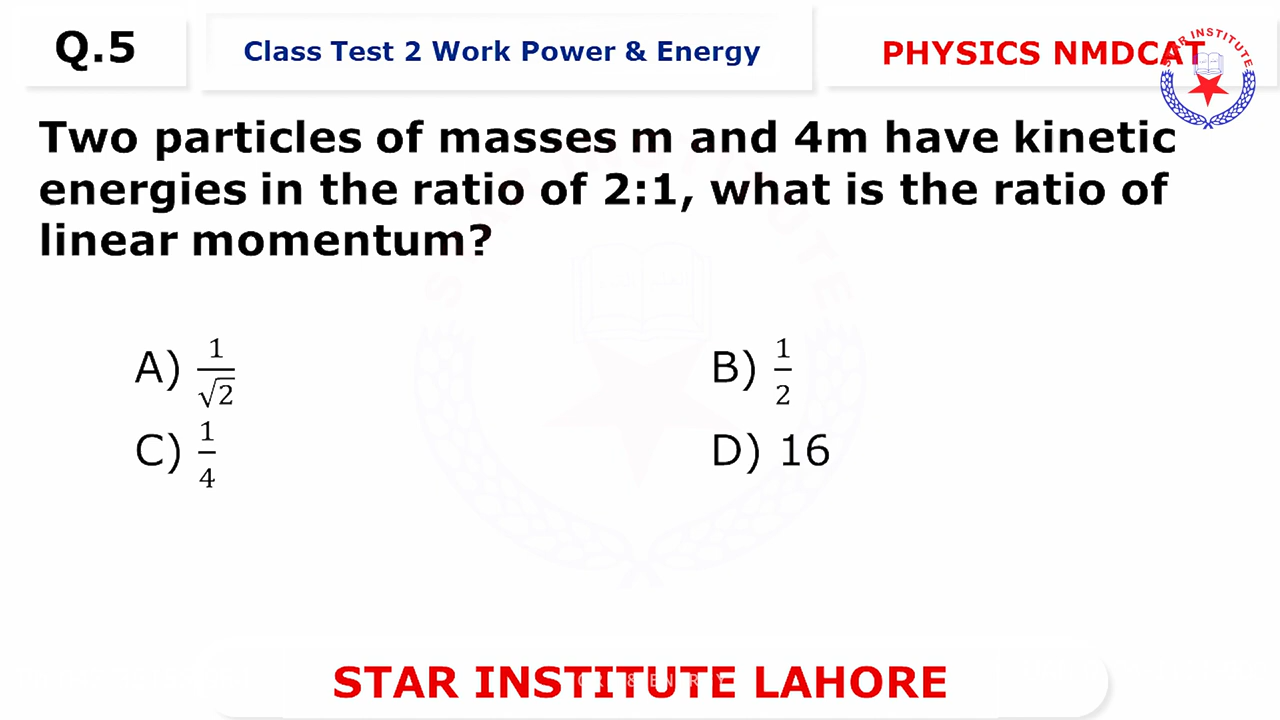 Q.5
Class Test 2 Work Power & Energy
PHYSICS NMDCAT
STAR INSTITUTE
Two particles of masses m and 4m have kinetic
energies in the ratio of 2:1, what is the ratio of
linear momentum?
A) 1/√2
B) 1/2
C) 1/4
D) 16
STAR INSTITUTE LAHORE